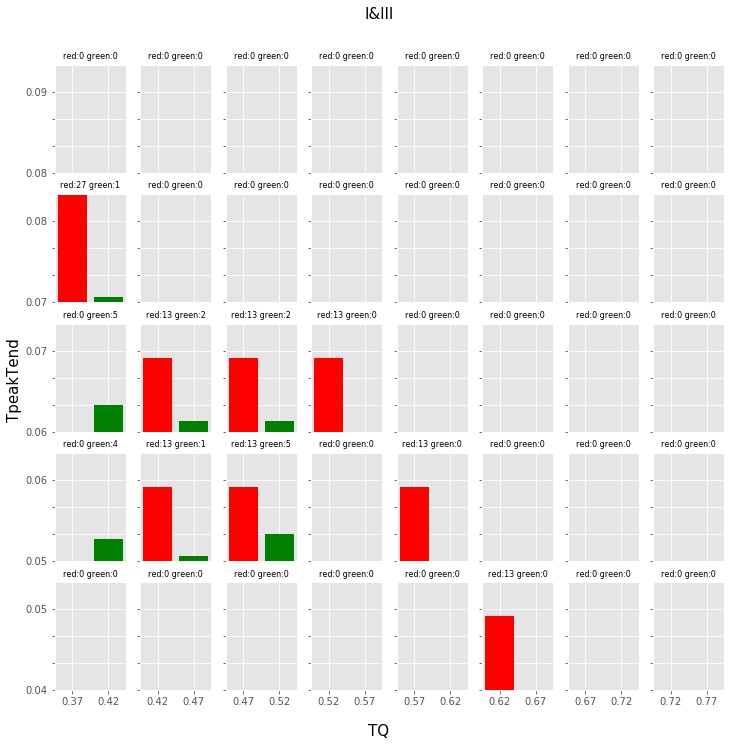 I&III
red:0 green:0 red:0 green:0 red:0 green:0 red:0 green:0 red:0 green:0 red:0 green:0 red:0 green:0 red:0 green:0
0.09
0.08
red:27 green:1 red:0 green:0 red:0 green:0 red:0 green:0 red:0 green:0 red:0 green:0 red:0 green:0 red:0 green:0
0.08
0.07
red:0 green:5 red:13 green:2 red:13 green:2 red:13 green:0 red:0 green:0 red:0 green:0 red:0 green:0 red:0 green:0
0.07
TpeakTend
0.06
red:0 green:4 red:13 green:1 red:13 green:5 red:0 green:0 red:13 green:0 red:0 green:0 red:0 green:0 red:0 green:0
0.06
0.05
red:0 green:0 red:0 green:0 red:0 green:0 red:0 green:0 red:0 green:0 red:13 green:0 red:0 green:0 red:0 green:0
0.05
0.04
0.37 0.42 0.42 0.47 0.47 0.52 0.52 0.57 0.57 0.62 0.62 0.67 0.67 0.72 0.72 0.77
TQ